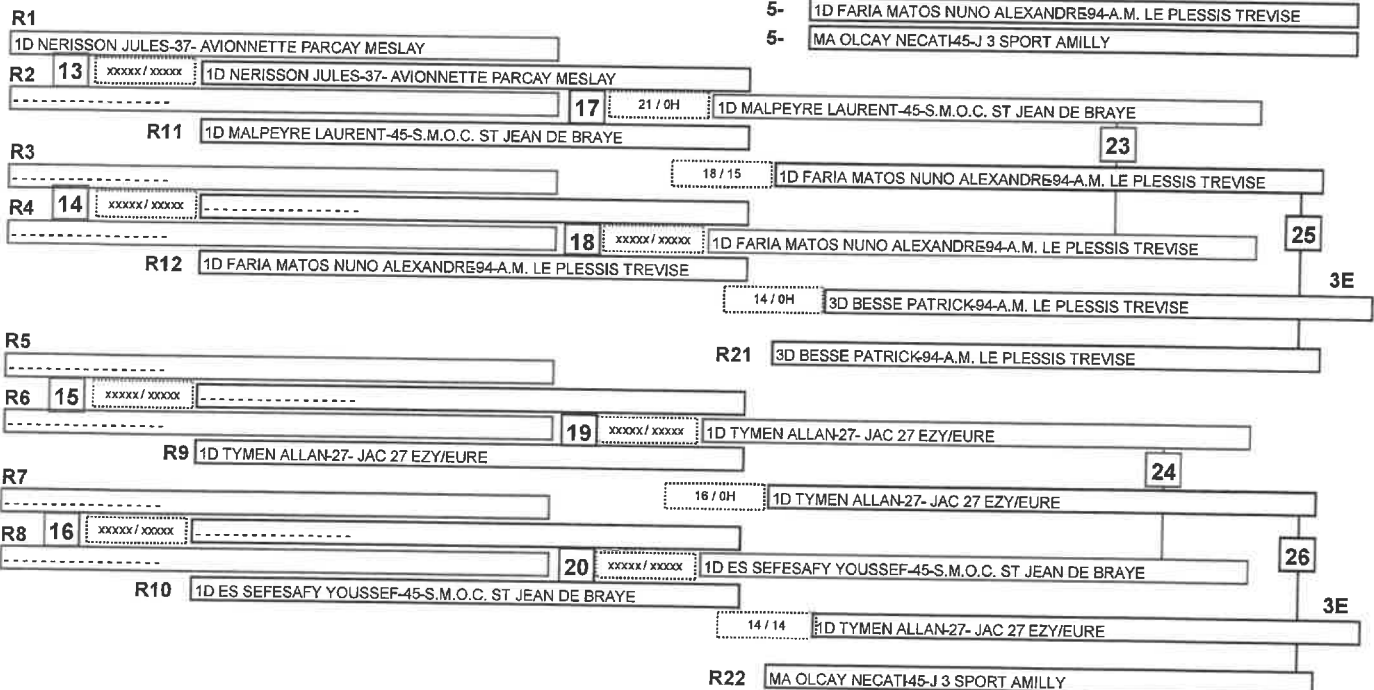 5- 1D FARIA MATOS NUNO ALEXANDRE94-A.M. LE PLESSIS TREVISE
R1
5- MA OLCAY NECATI45-J 3 SPORT AMILLY
1D NERISSON JULES-37- AVIONNETTE PARCAY MESLAY
R2 13 xxxxx / xxxxx 1D NERISSON JULES-37- AVIONNETTE PARCAY MESLAY
----------------- 17 21 / 0H 1D MALPEYRE LAURENT-45-S.M.O.C. ST JEAN DE BRAYE
R11 1D MALPEYRE LAURENT-45-S.M.O.C. ST JEAN DE BRAYE
23
R3
----------------- 18 / 15 1D FARIA MATOS NUNO ALEXANDRE94-A.M. LE PLESSIS TREVISE
R4 14 xxxxx / xxxxx -----------------
25
----------------- 18 xxxxx / xxxxx 1D FARIA MATOS NUNO ALEXANDRE94-A.M. LE PLESSIS TREVISE
R12 1D FARIA MATOS NUNO ALEXANDRE94-A.M. LE PLESSIS TREVISE
3E
14 / 0H 3D BESSE PATRICK-94-A.M. LE PLESSIS TREVISE
R5
R21 3D BESSE PATRICK-94-A.M. LE PLESSIS TREVISE
-----------------
R6 15 xxxxx / xxxxx -----------------
----------------- 19 xxxxx / xxxxx 1D TYMEN ALLAN-27- JAC 27 EZY/EURE
R9 1D TYMEN ALLAN-27- JAC 27 EZY/EURE
24
R7
----------------- 16 / 0H 1D TYMEN ALLAN-27- JAC 27 EZY/EURE
R8 16 xxxxx / xxxxx -----------------
26
----------------- 20 xxxxx / xxxxx 1D ES SEFESAFY YOUSSEF-45-S.M.O.C. ST JEAN DE BRAYE
R10 1D ES SEFESAFY YOUSSEF-45-S.M.O.C. ST JEAN DE BRAYE
3E
14 / 14 1D TYMEN ALLAN-27- JAC 27 EZY/EURE
R22 MA OLCAY NECATI45-J 3 SPORT AMILLY